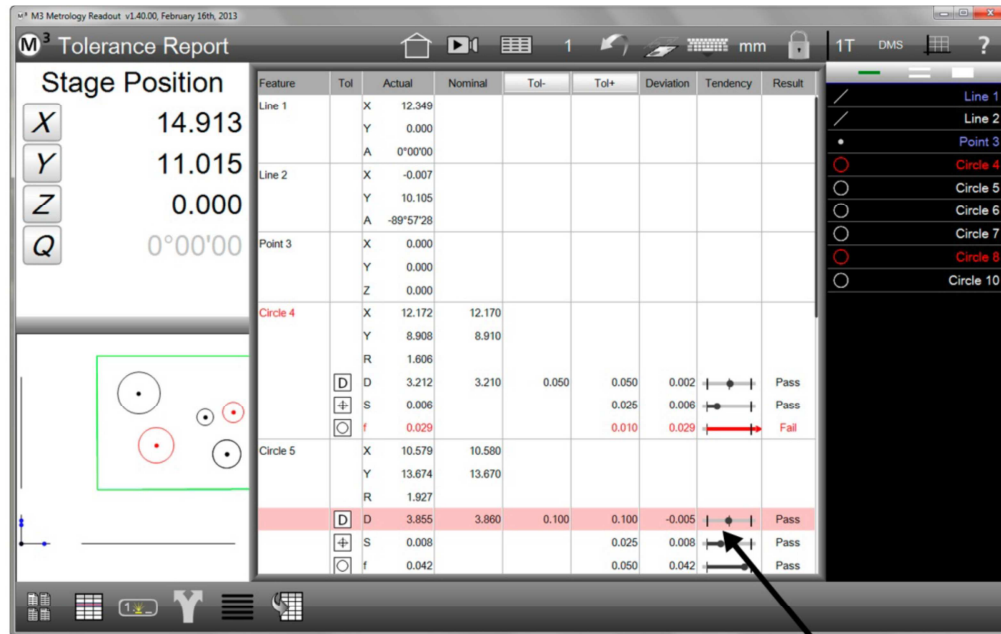 M³ M3 Metrology Readout v1.40.00, February 16th, 2013
M³ Tolerance Report 1 mm 1T DMS ?
Stage Position
X 14.913
Y 11.015
Z 0.000
Q 0°00'00
Feature Tol Actual Nominal Tol- Tol+ Deviation Tendency Result
Line 1 X 12.349
Y 0.000
A 0°00'00
Line 2 X -0.007
Y 10.105
A -89°57'28
Point 3 X 0.000
Y 0.000
Z 0.000
Circle 4 X 12.172 12.170
Y 8.908 8.910
R 1.606
D D 3.212 3.210 0.050 0.050 0.002 Pass
S 0.006 0.025 0.006 Pass
f 0.029 0.010 0.029 Fail
Circle 5 X 10.579 10.580
Y 13.674 13.670
R 1.927
D D 3.855 3.860 0.100 0.100 -0.005 Pass
S 0.008 0.025 0.008 Pass
f 0.042 0.050 0.042 Pass
Line 1
Line 2
Point 3
Circle 4
Circle 5
Circle 6
Circle 7
Circle 8
Circle 10